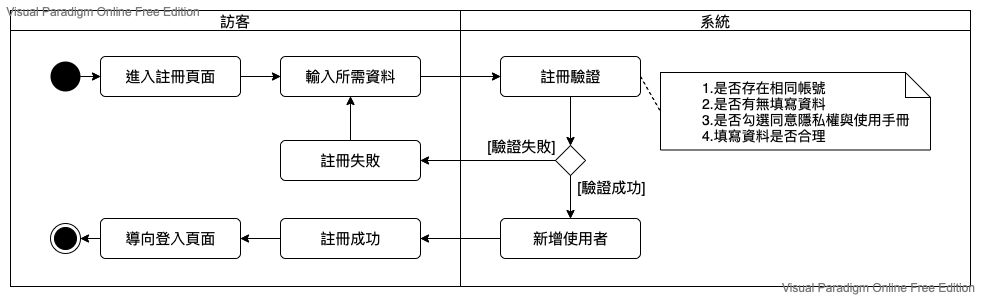 Visual Paradigm Online Free Edition
訪客
系統
進入註冊頁面
輸入所需資料
註冊驗證
1.是否存在相同帳號
2.是否有無填寫資料
3.是否勾選同意隱私權與使用手冊
4.填寫資料是否合理
[驗證失敗]
註冊失敗
[驗證成功]
導向登入頁面
註冊成功
新增使用者
Visual Paradigm Online Free Edition